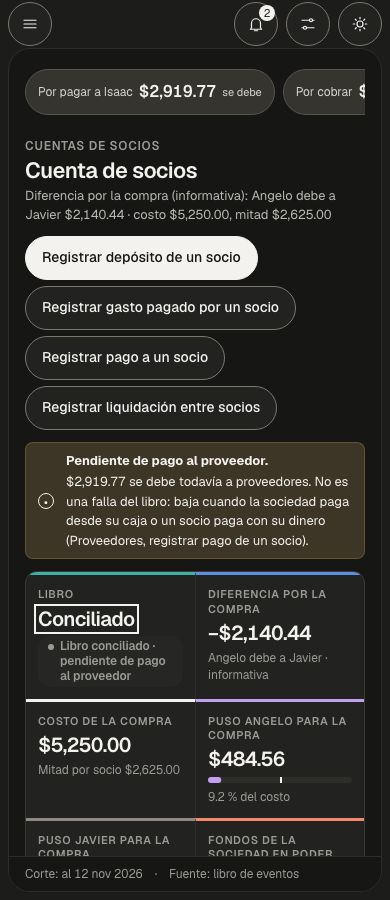 2
Por pagar a Isaac $2,919.77 se debe
Por cobrar
CUENTAS DE SOCIOS
Cuenta de socios
Diferencia por la compra (informativa): Angelo debe a
Javier $2,140.44 · costo $5,250.00, mitad $2,625.00
Registrar depósito de un socio
Registrar gasto pagado por un socio
Registrar pago a un socio
Registrar liquidación entre socios
Pendiente de pago al proveedor.
$2,919.77 se debe todavía a proveedores. No es
una falla del libro: baja cuando la sociedad paga
desde su caja o un socio paga con su dinero
(Proveedores, registrar pago de un socio).
LIBRO
Conciliado
Libro conciliado ·
pendiente de pago
al proveedor
DIFERENCIA POR LA
COMPRA
−$2,140.44
Angelo debe a Javier ·
informativa
COSTO DE LA COMPRA
$5,250.00
Mitad por socio $2,625.00
PUSO ANGELO PARA LA
COMPRA
$484.56
9.2 % del costo
PUSO JAVIER PARA LA
COMPRA
FONDOS DE LA
SOCIEDAD EN PODER
Corte: al 12 nov 2026 · Fuente: libro de eventos